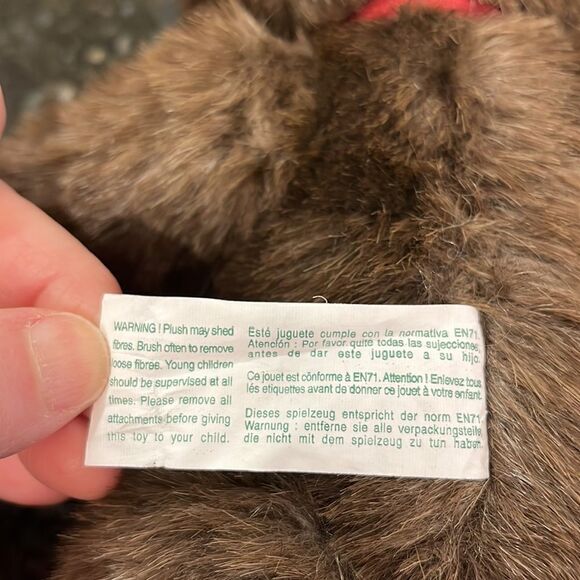 WARNING ! Plush may shed
fibres. Brush often to remove
loose fibres. Young children
should be supervised at all
times. Please remove all
attachments before giving
this toy to your child.
Esté juguete cumple con la normativa EN71.
Atención : Por favor quite todas las sujecciones
antes de dar este juguete a su hijo.
Ce jouet est cònforme à EN71. Attention ! Enlevez tous
lés étiquettes avant de donner ce jouet à votre enfant.
Dieses spielzeug entspricht der norm EN71.
Warnung : entferne sie alle verpackungsteile,
die nicht mit dem spielzeug zu tun haben.